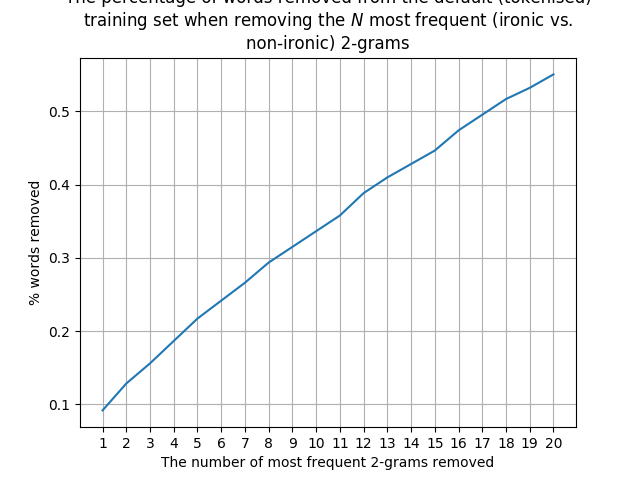 The percentage of words removed from the default (tokenised)
training set when removing the N most frequent (ironic vs.
non-ironic) 2-grams
0.5
0.4
0.3
0.2
0.1
% words removed
1 2 3 4 5 6 7 8 9 10 11 12 13 14 15 16 17 18 19 20
The number of most frequent 2-grams removed